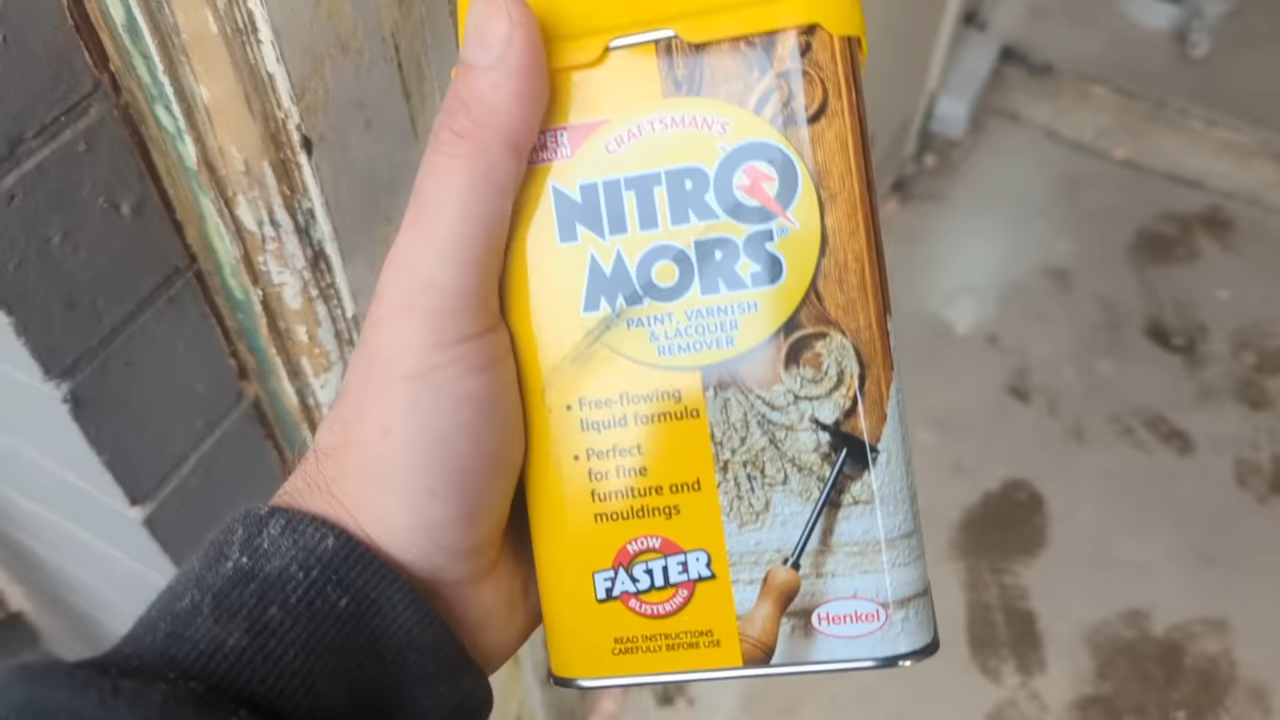 CRAFTSMAN'S
NITRO
MORS®
PAINT, VARNISH
& LACQUER
REMOVER
• Free-flowing
liquid formula
• Perfect
for fine
furniture and
mouldings
NOW
FASTER
BLISTERING
READ INSTRUCTIONS
CAREFULLY BEFORE USE
Henkel